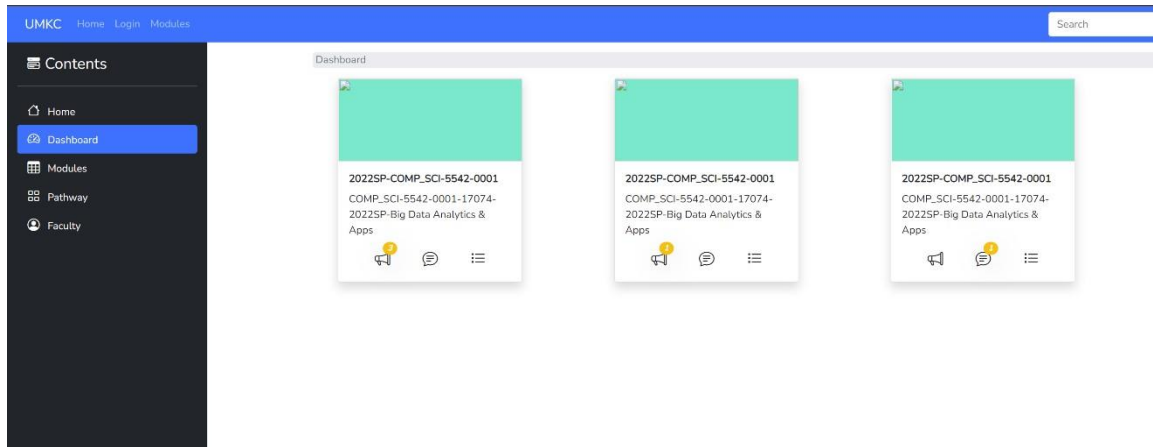 UMKC Home Login Modules Search
Contents
Home
Dashboard
Modules
Pathway
Faculty
Dashboard
2022SP-COMP_SCI-5542-0001
COMP_SCI-5542-0001-17074-
2022SP-Big Data Analytics &
Apps
2022SP-COMP_SCI-5542-0001
COMP_SCI-5542-0001-17074-
2022SP-Big Data Analytics &
Apps
1
2022SP-COMP_SCI-5542-0001
COMP_SCI-5542-0001-17074-
2022SP-Big Data Analytics &
Apps
1